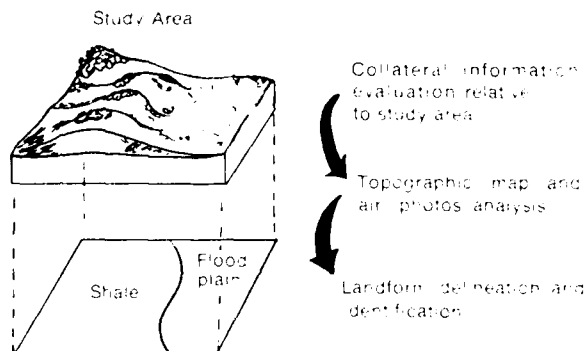 Study Area
Collateral information
evaluation relative
to study area
Topographic map and
air photos analysis
Flood
plain
Shale
Landform delineation and
dentification